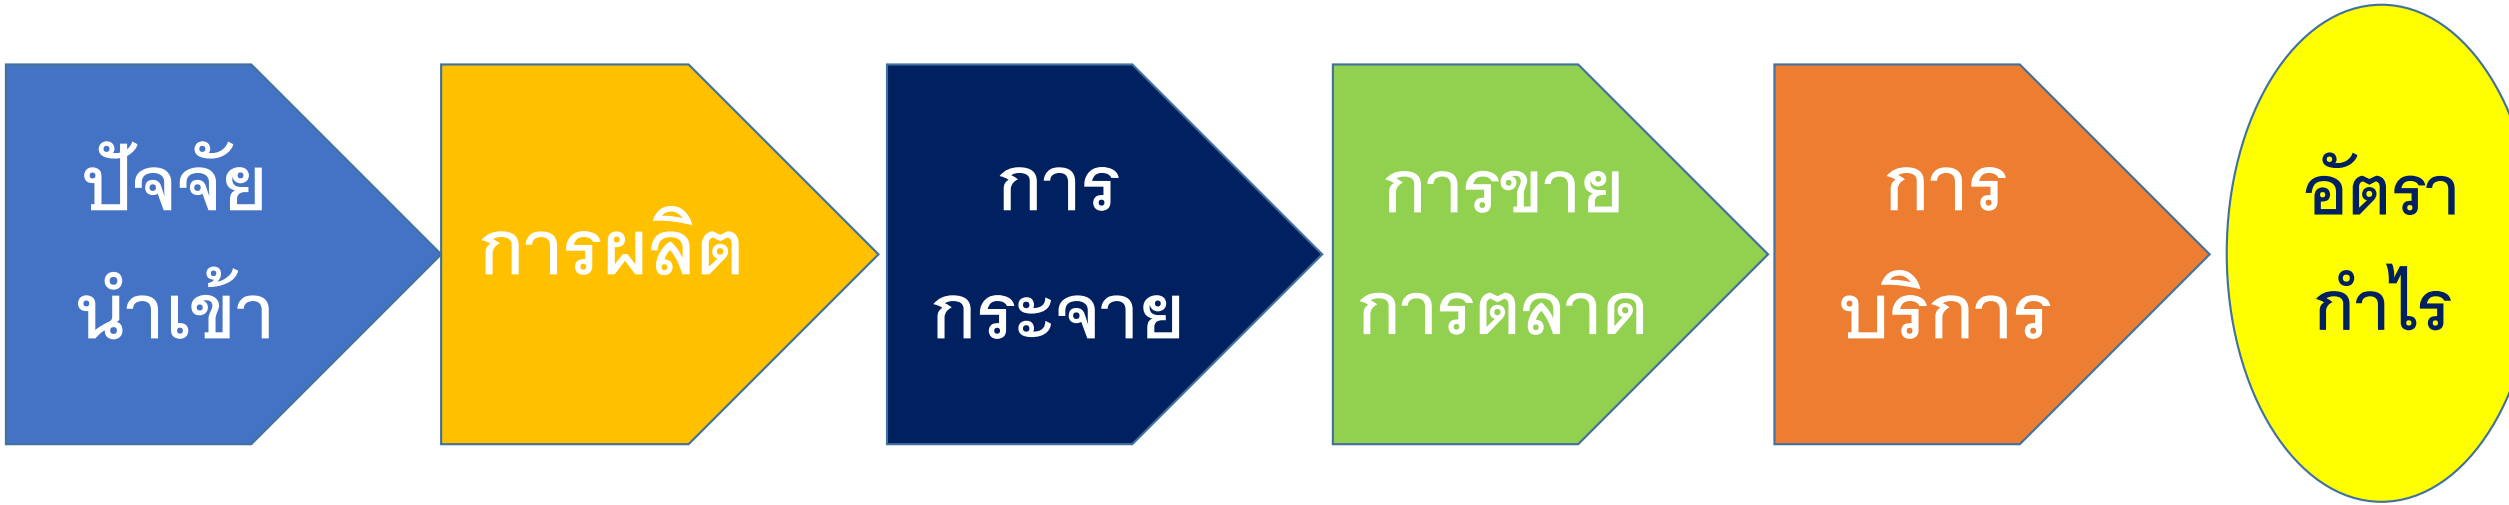 ปัจจัย
นำเข้า
การผลิต
การ
กระจาย
การขาย
การตลาด
การ
บริการ
อัตรา
กำไร